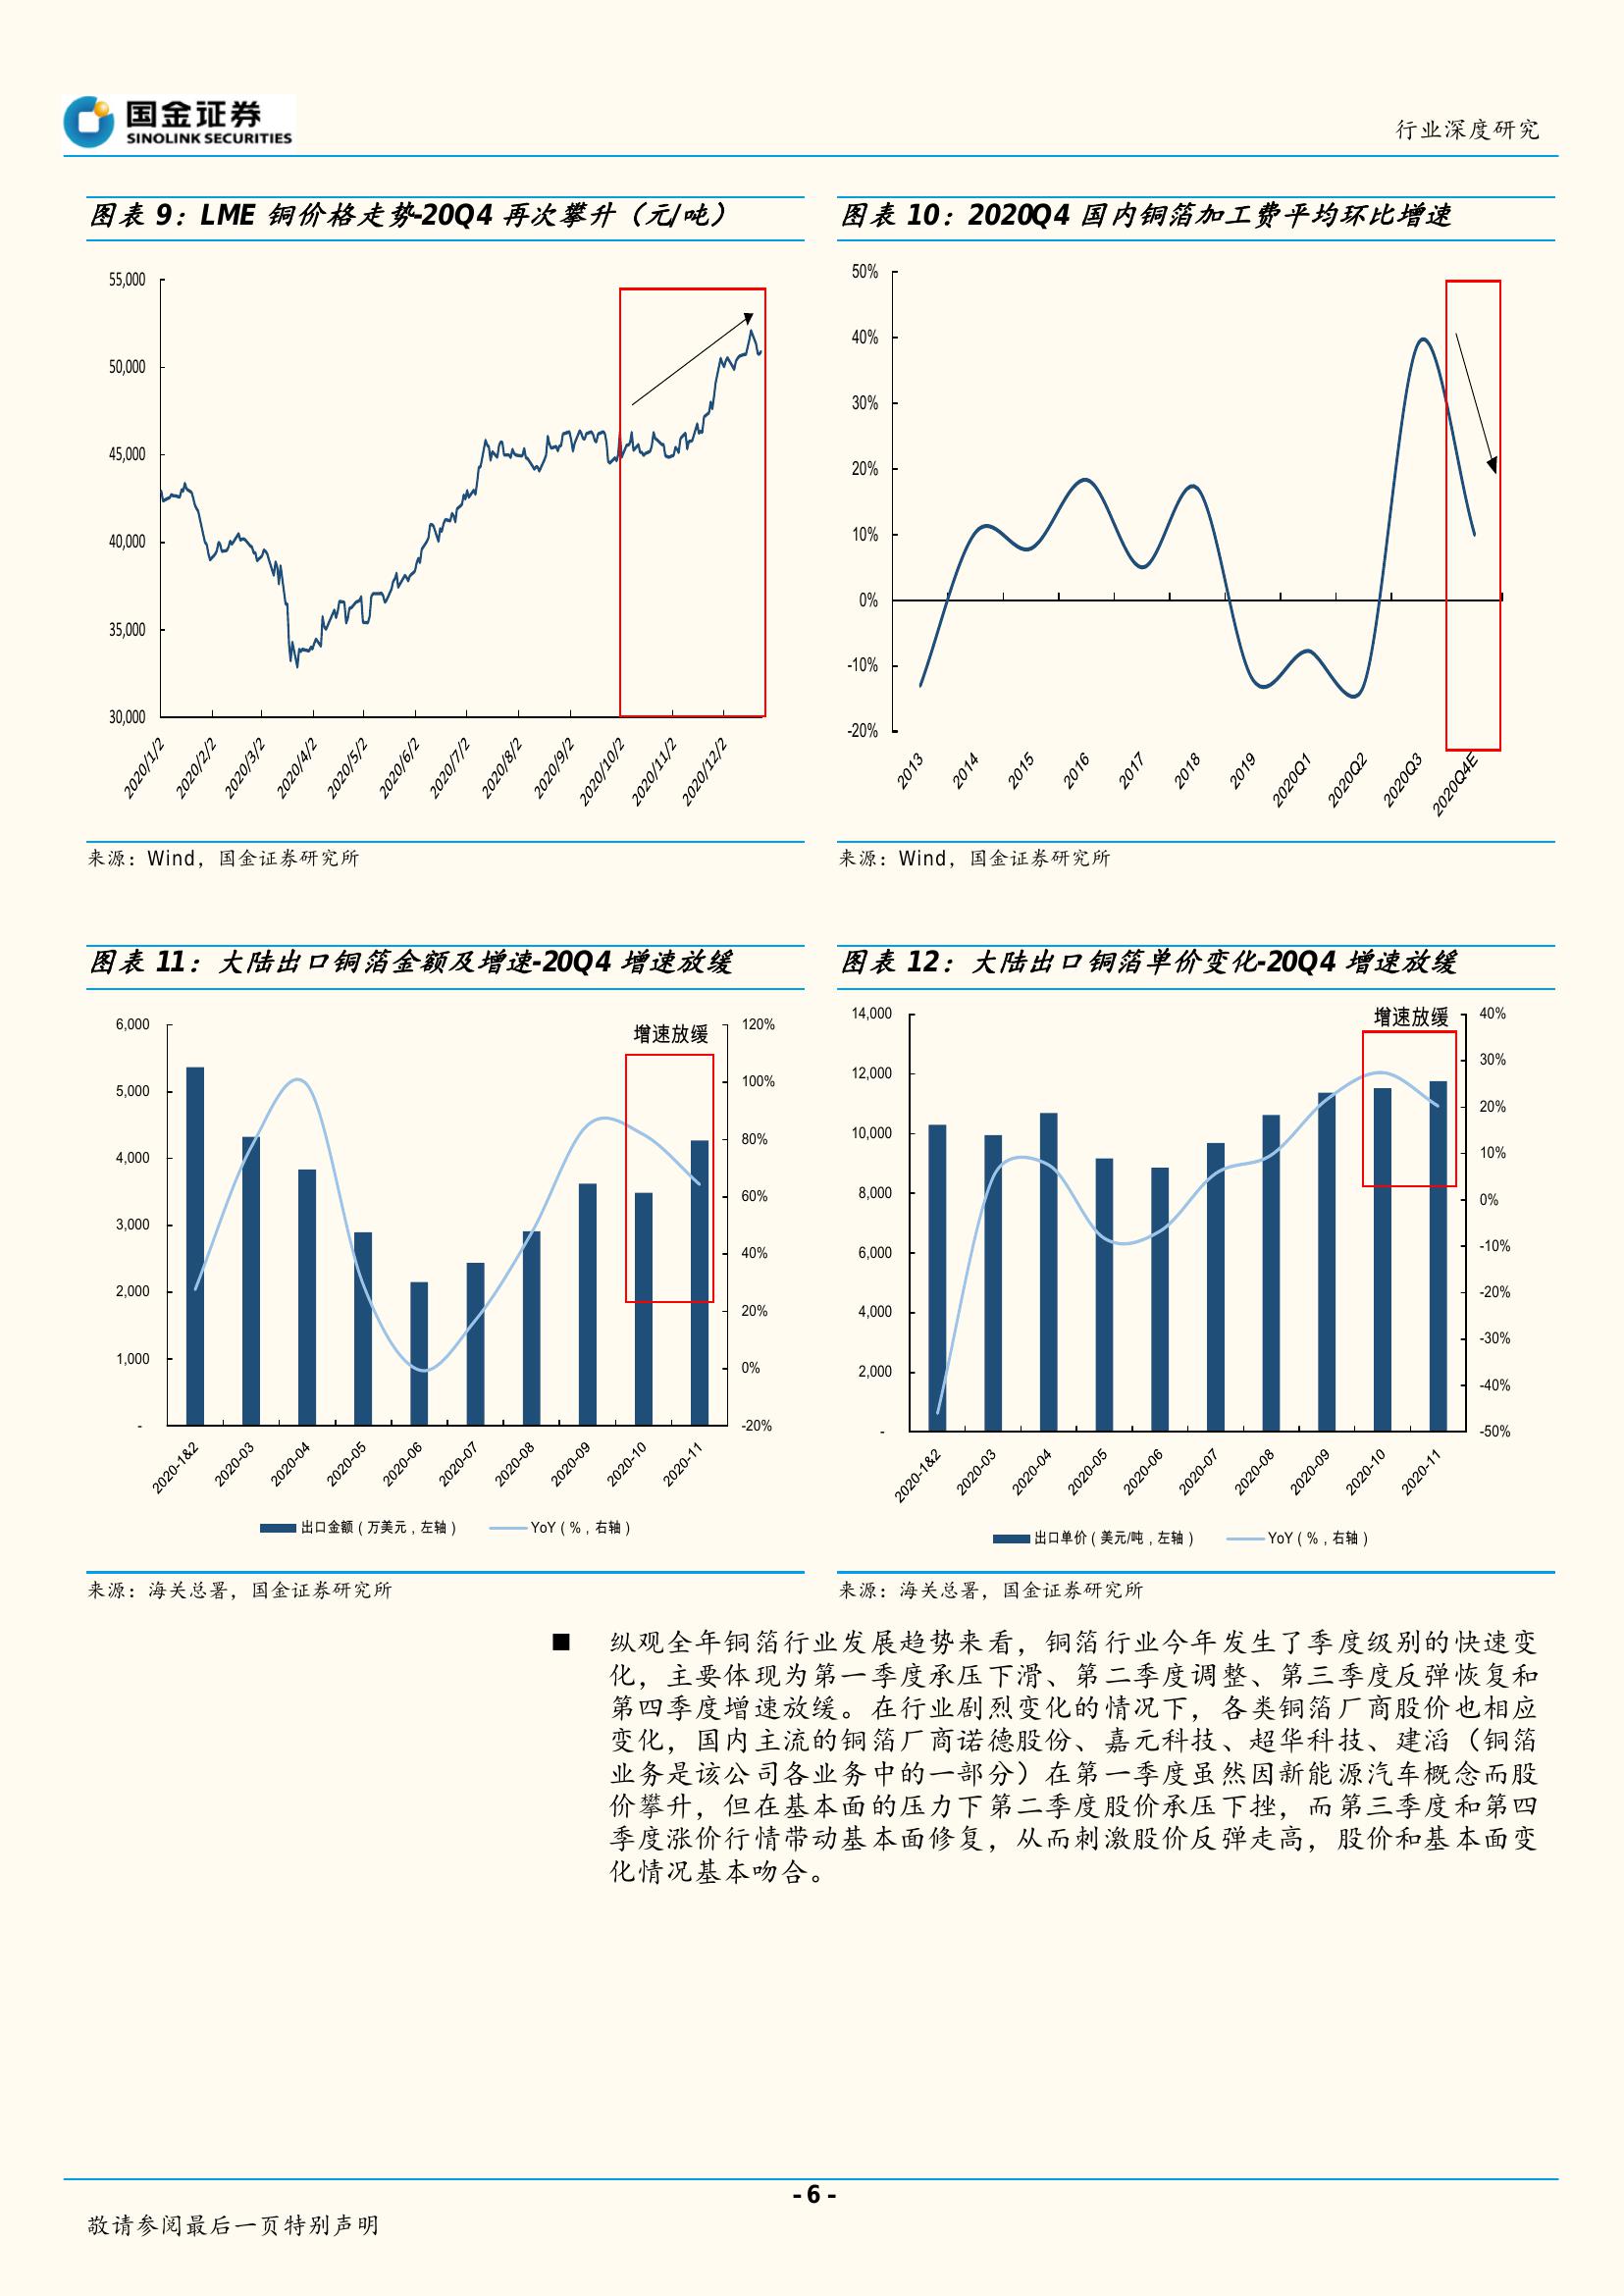 国金证券
SINOLINK SECURITIES
行业深度研究
图表 9：LME 铜价格走势-20Q4 再次攀升（元/吨）
55,000
50,000
45,000
40,000
35,000
30,000
2020/1/2
2020/2/2
2020/3/2
2020/4/2
2020/5/2
2020/6/2
2020/7/2
2020/8/2
2020/9/2
2020/10/2
2020/11/2
2020/12/2
来源：Wind，国金证券研究所
图表 10：2020Q4 国内铜箔加工费平均环比增速
50%
40%
30%
20%
10%
0%
-10%
-20%
2013
2014
2015
2016
2017
2018
2019
2020Q1
2020Q2
2020Q3
2020Q4E
来源：Wind，国金证券研究所
图表 11：大陆出口铜箔金额及增速-20Q4 增速放缓
增速放缓
6,000
5,000
4,000
3,000
2,000
1,000
-
120%
100%
80%
60%
40%
20%
0%
-20%
2020-1&2
2020-03
2020-04
2020-05
2020-06
2020-07
2020-08
2020-09
2020-10
2020-11
出口金额（万美元，左轴） YoY（%，右轴）
来源：海关总署，国金证券研究所
图表 12：大陆出口铜箔单价变化-20Q4 增速放缓
增速放缓
14,000
12,000
10,000
8,000
6,000
4,000
2,000
-
40%
30%
20%
10%
0%
-10%
-20%
-30%
-40%
-50%
2020-1&2
2020-03
2020-04
2020-05
2020-06
2020-07
2020-08
2020-09
2020-10
2020-11
出口单价（美元/吨，左轴） YoY（%，右轴）
来源：海关总署，国金证券研究所
■ 纵观全年铜箔行业发展趋势来看，铜箔行业今年发生了季度级别的快速变
化，主要体现为第一季度承压下滑、第二季度调整、第三季度反弹恢复和
第四季度增速放缓。在行业剧烈变化的情况下，各类铜箔厂商股价也相应
变化，国内主流的铜箔厂商诺德股份、嘉元科技、超华科技、建滔（铜箔
业务是该公司各业务中的一部分）在第一季度虽然因新能源汽车概念而股
价攀升，但在基本面的压力下第二季度股价承压下挫，而第三季度和第四
季度涨价行情带动基本面修复，从而刺激股价反弹走高，股价和基本面变
化情况基本吻合。
- 6 -
敬请参阅最后一页特别声明